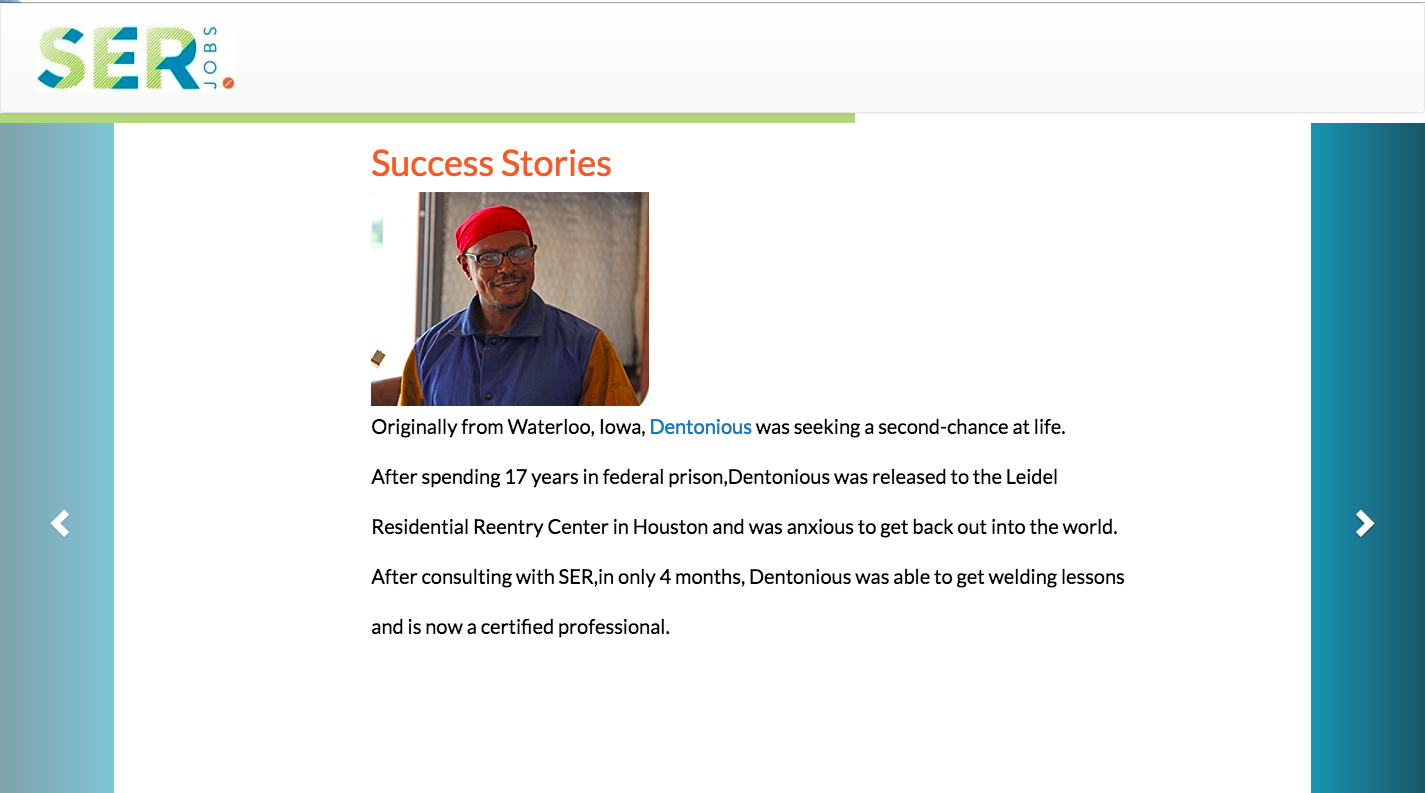 SER JOBS
Success Stories
Originally from Waterloo, Iowa, Dentonious was seeking a second-chance at life.
After spending 17 years in federal prison,Dentonious was released to the Leidel
Residential Reentry Center in Houston and was anxious to get back out into the world.
After consulting with SER,in only 4 months, Dentonious was able to get welding lessons
and is now a certified professional.